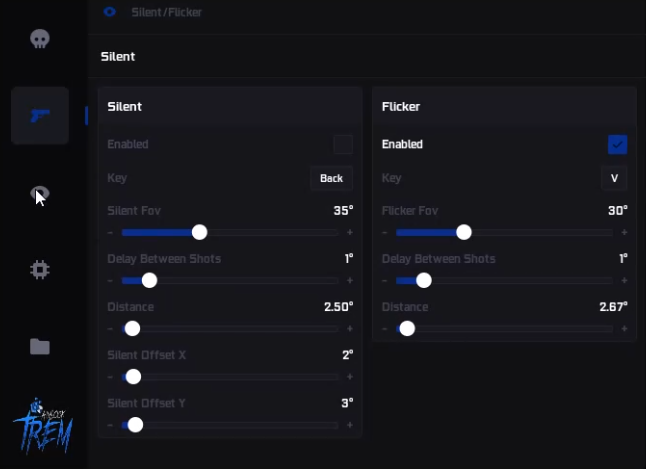 Silent/Flicker
Silent
Silent
Enabled
Key
Back
Silent Fov
35°
-
+
Delay Between Shots
1°
-
+
Distance
2.50°
-
+
Silent Offset X
2°
-
+
Silent Offset Y
3°
-
+
Flicker
Enabled
Key
V
Flicker Fov
30°
-
+
Delay Between Shots
1°
-
+
Distance
2.67°
-
+
TREM